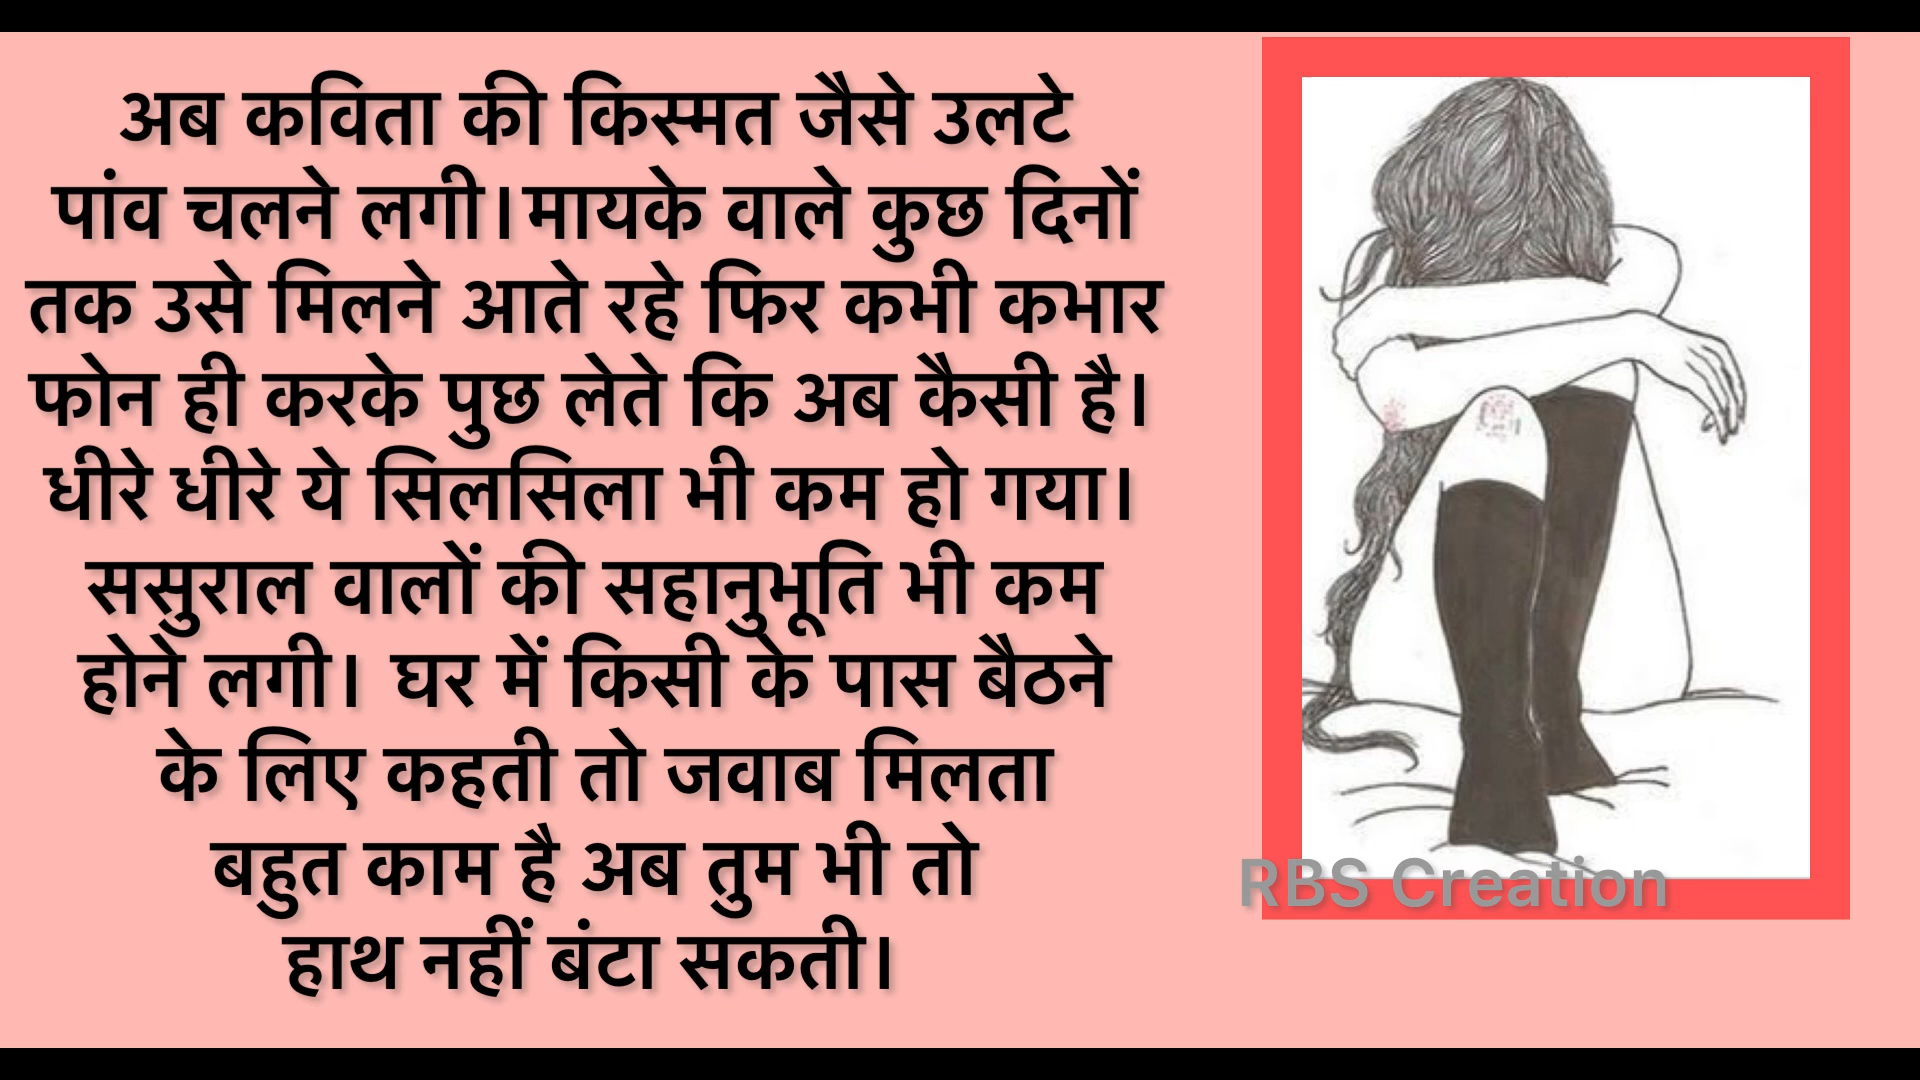 अब कविता की किस्मत जैसे उलटे
पांव चलने लगी।मायके वाले कुछ दिनों
तक उसे मिलने आते रहे फिर कभी कभार
फोन ही करके पुछ लेते कि अब कैसी है।
धीरे धीरे ये सिलसिला भी कम हो गया।
ससुराल वालों की सहानुभूति भी कम
होने लगी। घर में किसी के पास बैठने
के लिए कहती तो जवाब मिलता
बहुत काम है अब तुम भी तो
हाथ नहीं बंटा सकती।
RBS Creation